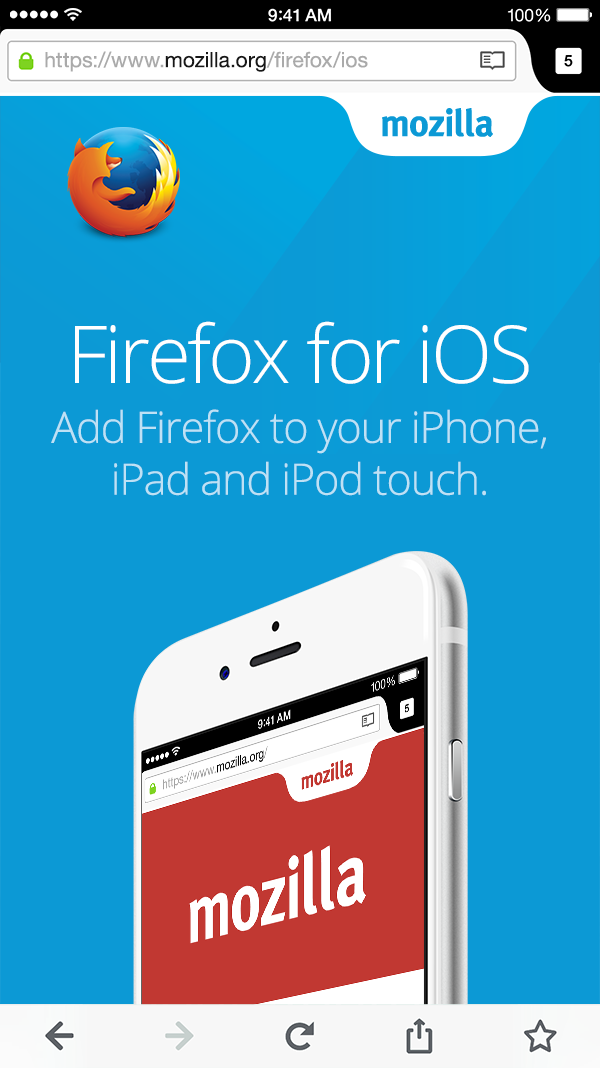 9:41 AM 100%
https://www.mozilla.org/firefox/ios 5
mozilla
Firefox for iOS
Add Firefox to your iPhone,
iPad and iPod touch.
9:41 AM 100%
https://www.mozilla.org/ 5
mozilla
mozilla